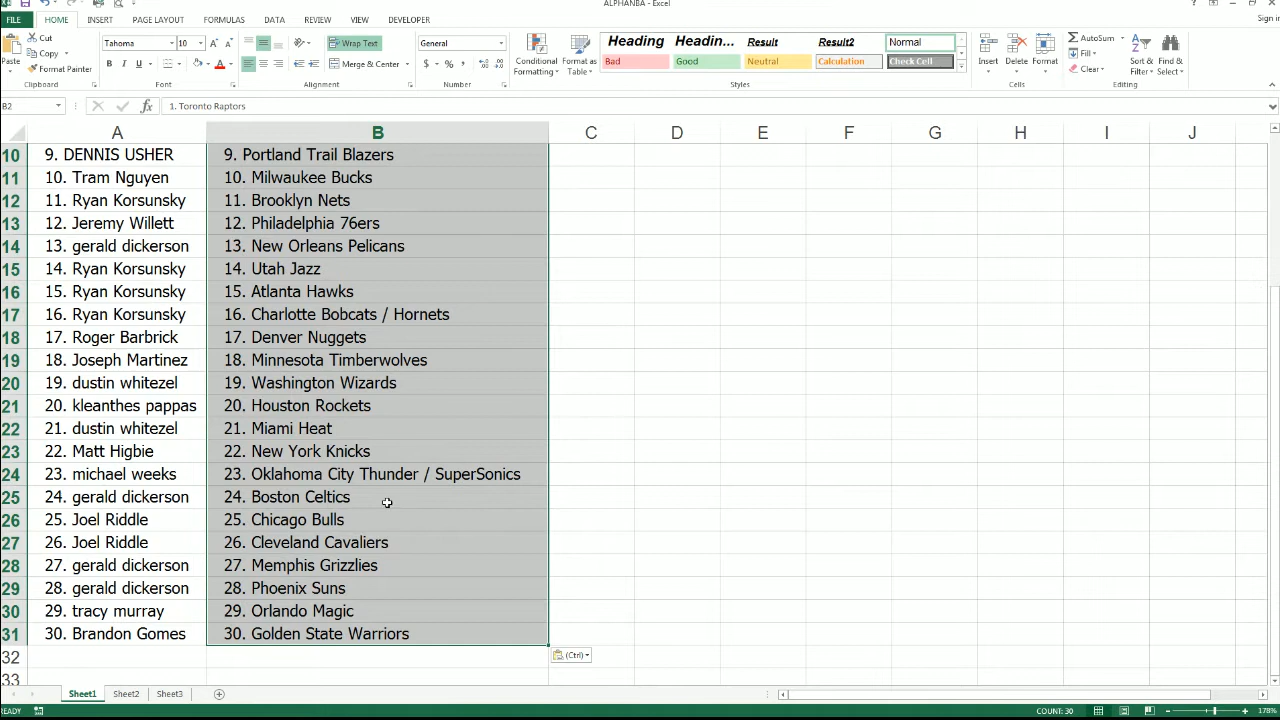 ALPHANBA - Excel
Sign in
FILE HOME INSERT PAGE LAYOUT FORMULAS DATA REVIEW VIEW DEVELOPER
Paste Cut Copy Format Painter
Clipboard
Tahoma 10
B I U
Font
Wrap Text
Merge & Center
Alignment
General
$ % ,
Number
Conditional Formatting
Format as Table
Heading Headin... Result Result2 Normal
Bad Good Neutral Calculation Check Cell
Styles
Insert Delete Format
Cells
AutoSum
Fill
Clear
Sort & Filter
Find & Select
Editing
B2 fx 1. Toronto Raptors
A B C D E F G H I J
10 9. DENNIS USHER 9. Portland Trail Blazers
11 10. Tram Nguyen 10. Milwaukee Bucks
12 11. Ryan Korsunsky 11. Brooklyn Nets
13 12. Jeremy Willett 12. Philadelphia 76ers
14 13. gerald dickerson 13. New Orleans Pelicans
15 14. Ryan Korsunsky 14. Utah Jazz
16 15. Ryan Korsunsky 15. Atlanta Hawks
17 16. Ryan Korsunsky 16. Charlotte Bobcats / Hornets
18 17. Roger Barbrick 17. Denver Nuggets
19 18. Joseph Martinez 18. Minnesota Timberwolves
20 19. dustin whitezel 19. Washington Wizards
21 20. kleanthes pappas 20. Houston Rockets
22 21. dustin whitezel 21. Miami Heat
23 22. Matt Higbie 22. New York Knicks
24 23. michael weeks 23. Oklahoma City Thunder / SuperSonics
25 24. gerald dickerson 24. Boston Celtics
26 25. Joel Riddle 25. Chicago Bulls
27 26. Joel Riddle 26. Cleveland Cavaliers
28 27. gerald dickerson 27. Memphis Grizzlies
29 28. gerald dickerson 28. Phoenix Suns
30 29. tracy murray 29. Orlando Magic
31 30. Brandon Gomes 30. Golden State Warriors
32
(Ctrl)
33
Sheet1 Sheet2 Sheet3
READY COUNT: 30 178%